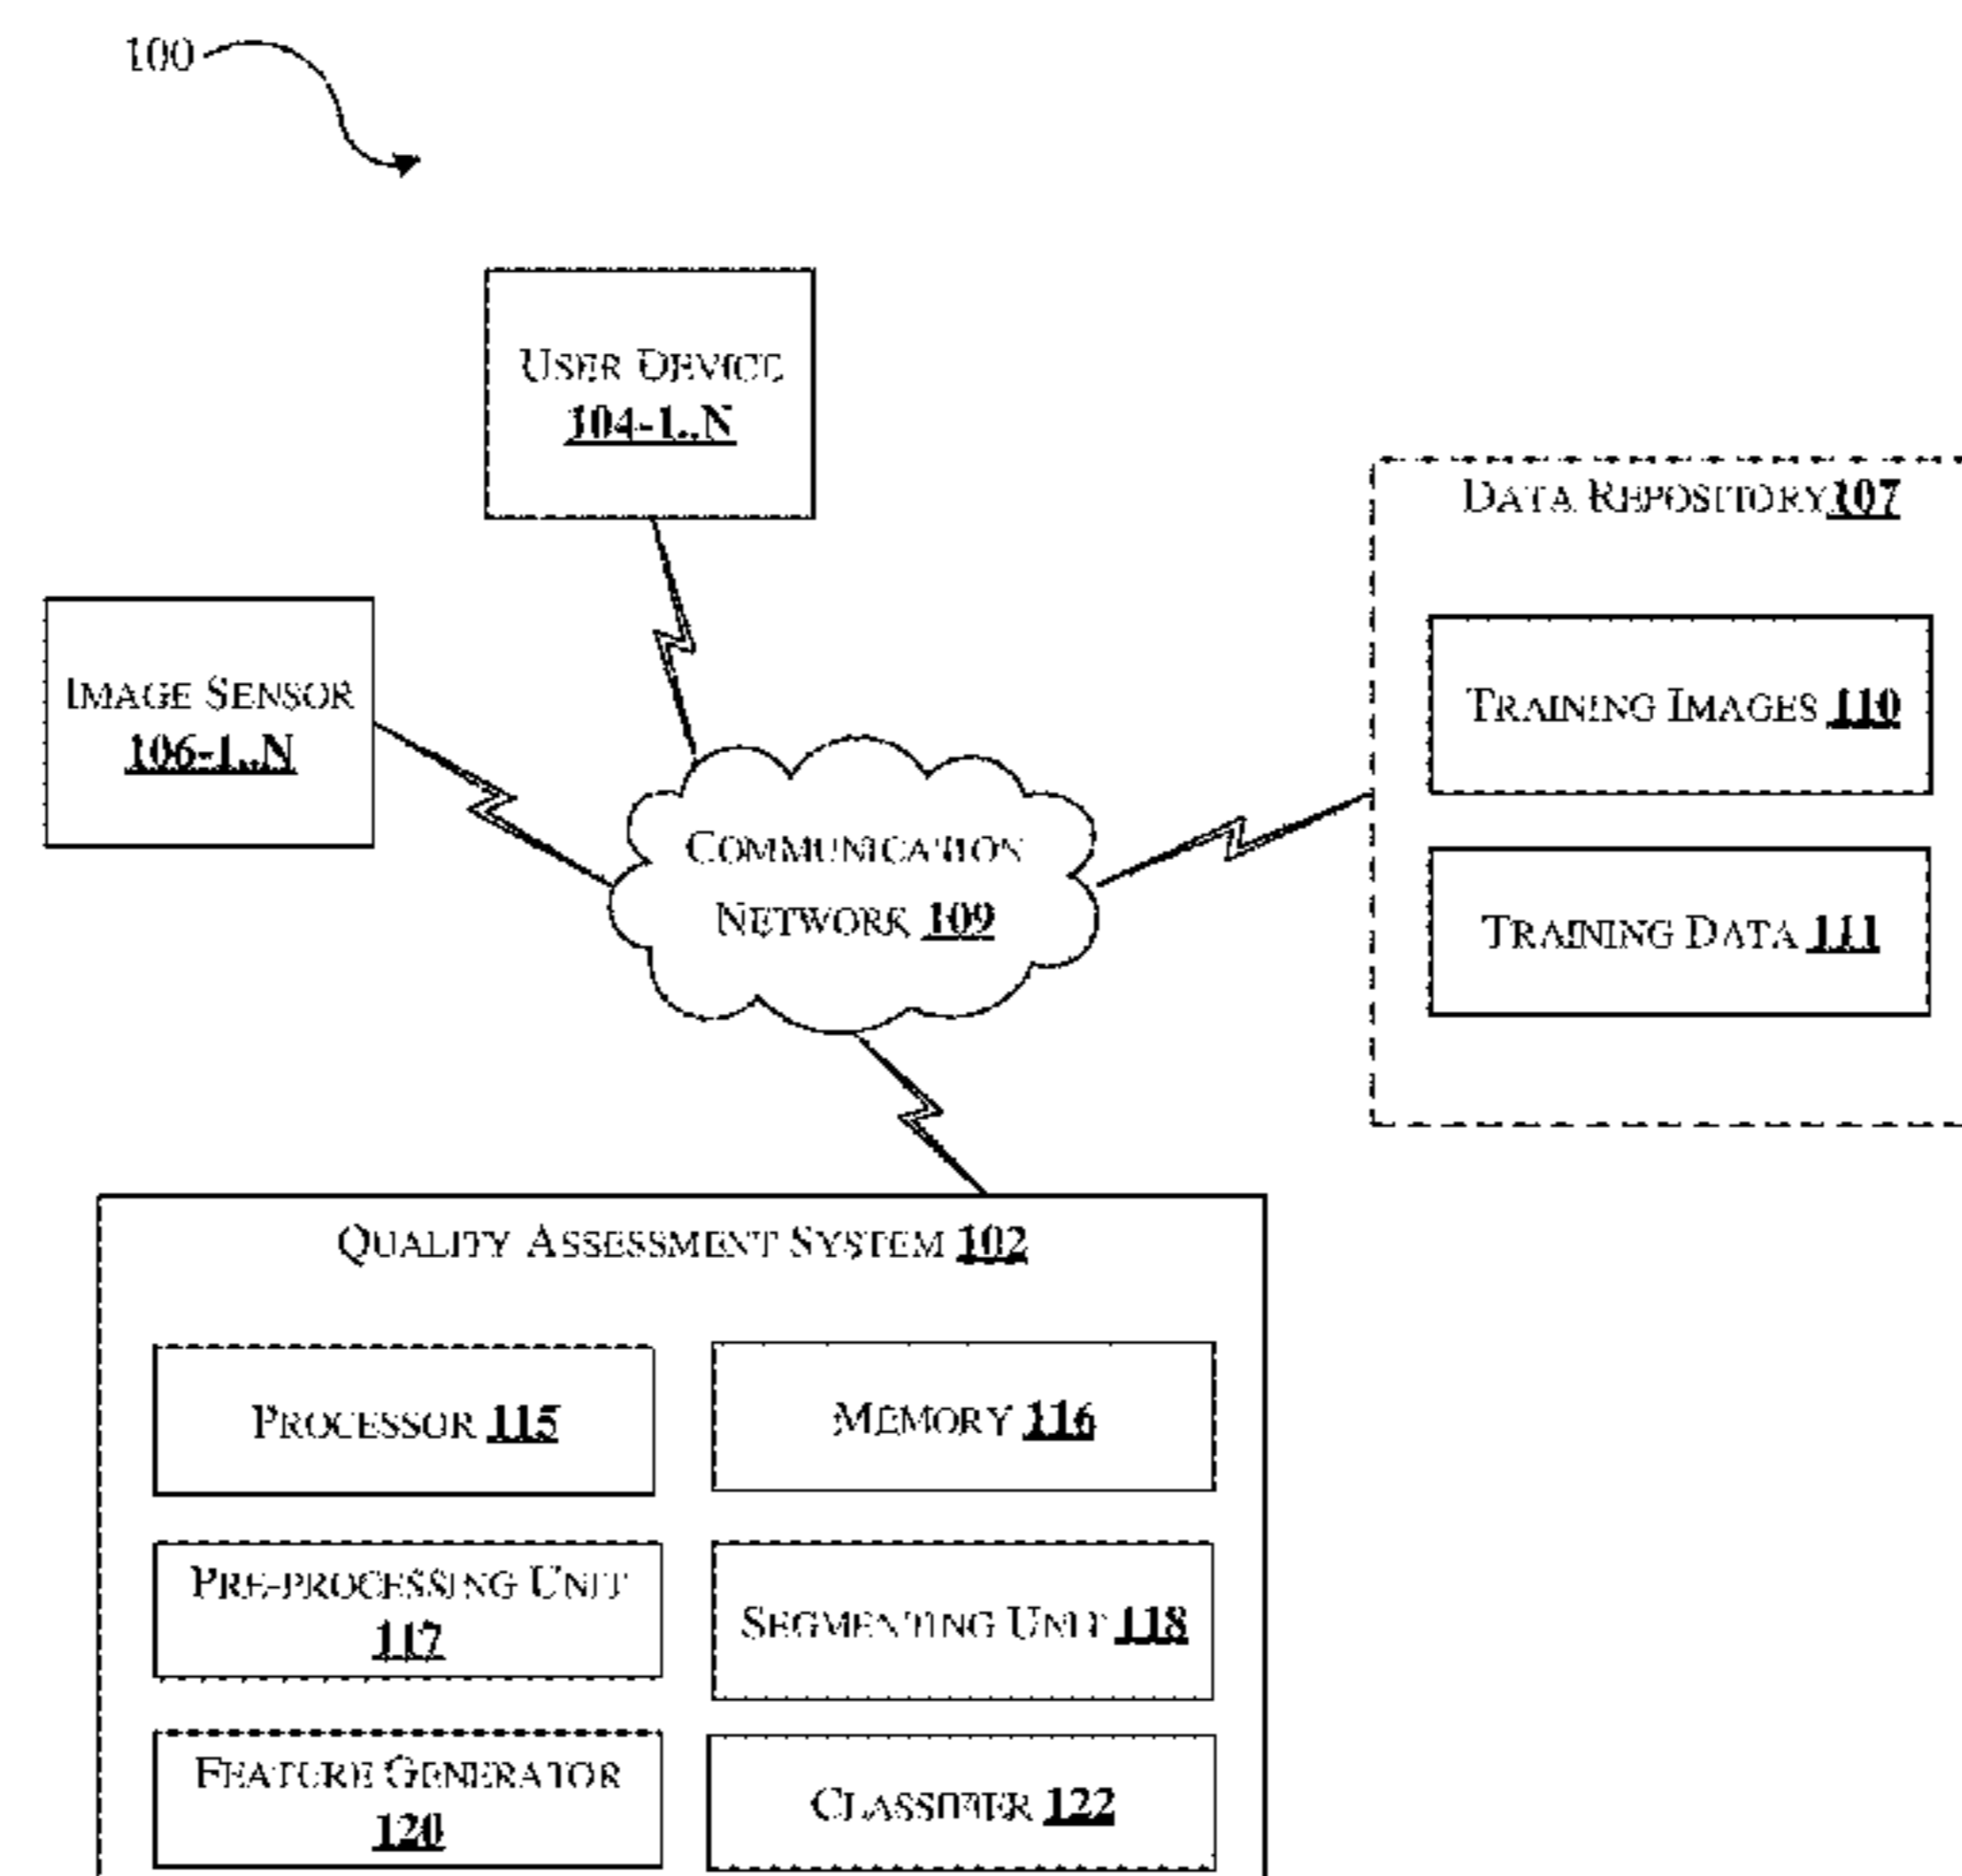 100
USER DEVICE
104-1..N
DATA REPOSITORY 107
IMAGE SENSOR
106-1..N
TRAINING IMAGES 110
COMMUNICATION
NETWORK 109
TRAINING DATA 111
QUALITY ASSESSMENT SYSTEM 102
PROCESSOR 115
MEMORY 116
PRE-PROCESSING UNIT
117
SEGMENTING UNIT 118
FEATURE GENERATOR
120
CLASSIFIER 122